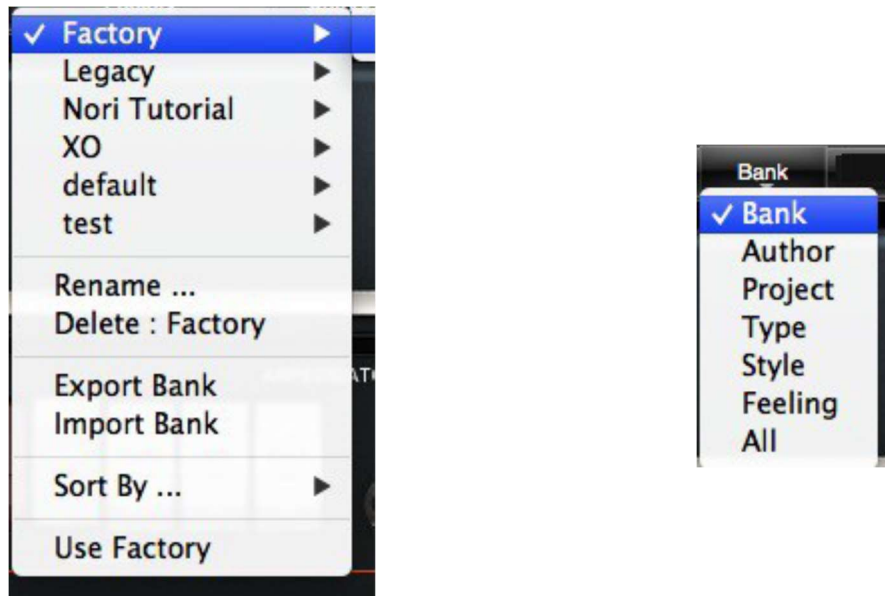 ✓ Factory ▶
Legacy ▶
Nori Tutorial ▶
XO ▶
default ▶
test ▶
Rename ...
Delete : Factory
Export Bank
Import Bank
Sort By ... ▶
Use Factory
Bank
✓ Bank
Author
Project
Type
Style
Feeling
All